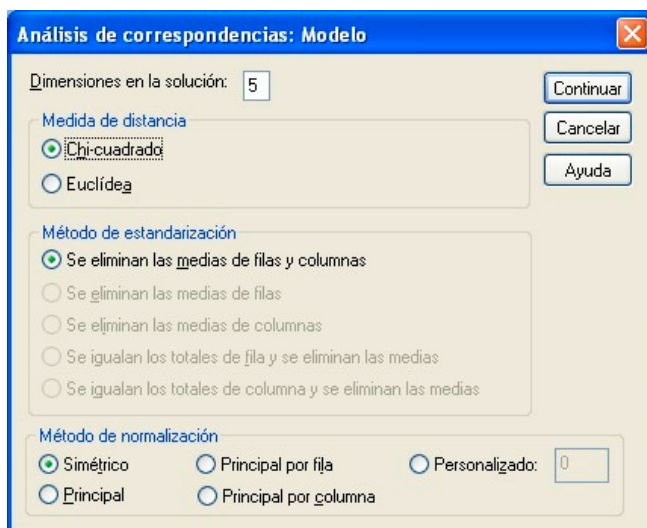 Análisis de correspondencias: Modelo
Dimensiones en la solución: 5
Continuar
Medida de distancia
Cancelar
Chi-cuadrado
Ayuda
Euclídea
Método de estandarización
Se eliminan las medias de filas y columnas
Se eliminan las medias de filas
Se eliminan las medias de columnas
Se igualan los totales de fila y se eliminan las medias
Se igualan los totales de columna y se eliminan las medias
Método de normalización
Simétrico Principal por fila Personalizado: 0
Principal Principal por columna